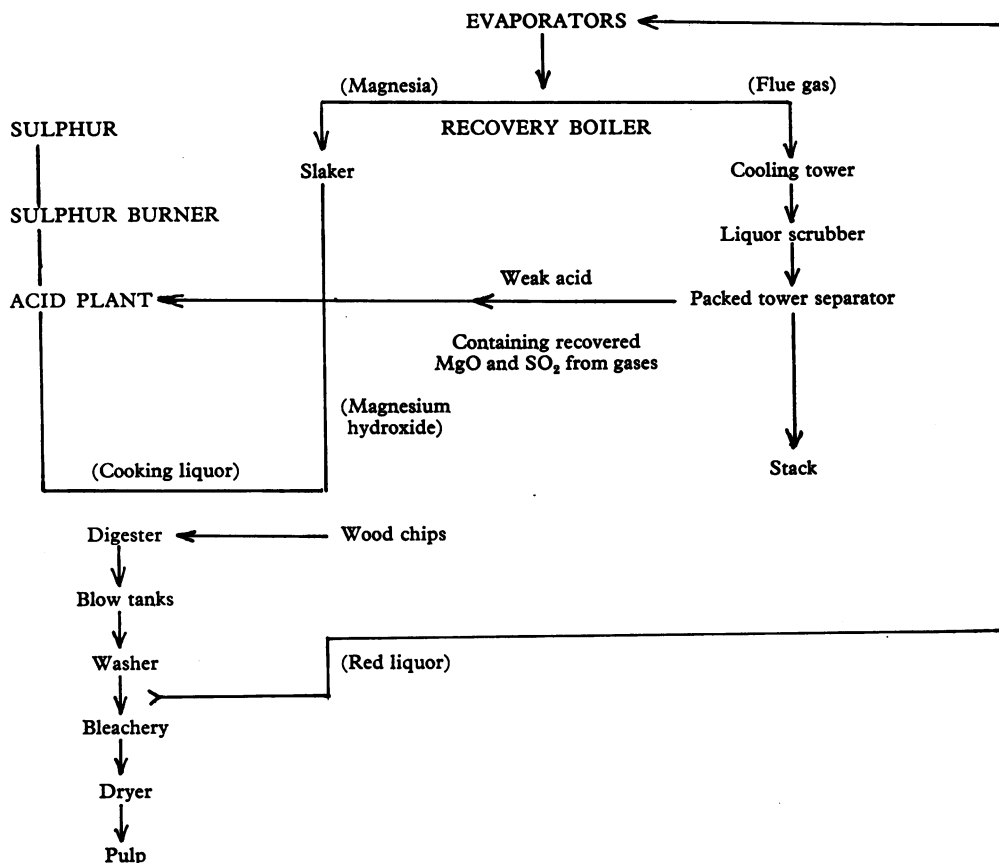 EVAPORATORS
(Magnesia)
(Flue gas)
RECOVERY BOILER
SULPHUR
Slaker
Cooling tower
SULPHUR BURNER
Liquor scrubber
Weak acid
ACID PLANT
Packed tower separator
Containing recovered
MgO and SO₂ from gases
(Magnesium
hydroxide)
(Cooking liquor)
Stack
Digester
Wood chips
Blow tanks
Washer
(Red liquor)
Bleachery
Dryer
Pulp